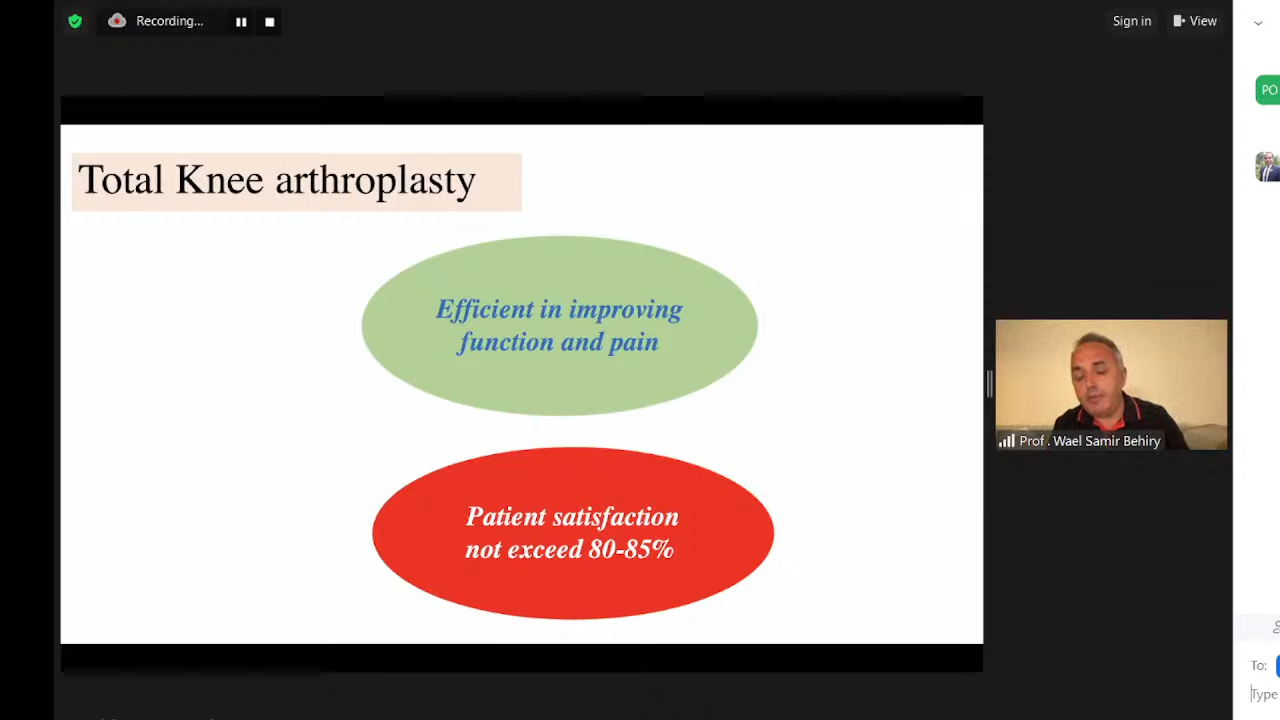 Recording...
Sign in
View
PO
Total Knee arthroplasty
Efficient in improving
function and pain
Patient satisfaction
not exceed 80-85%
Prof . Wael Samir Behiry
To:
Type